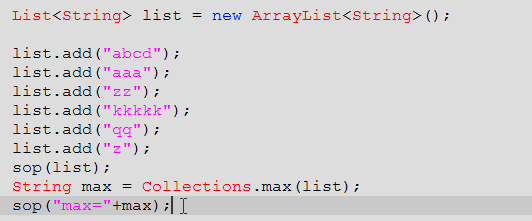 List<String> list = new ArrayList<String>();
list.add("abcd");
list.add("aaa");
list.add("zz");
list.add("kkkkk");
list.add("qq");
list.add("z");
sop(list);
String max = Collections.max(list);
sop("max="+max);